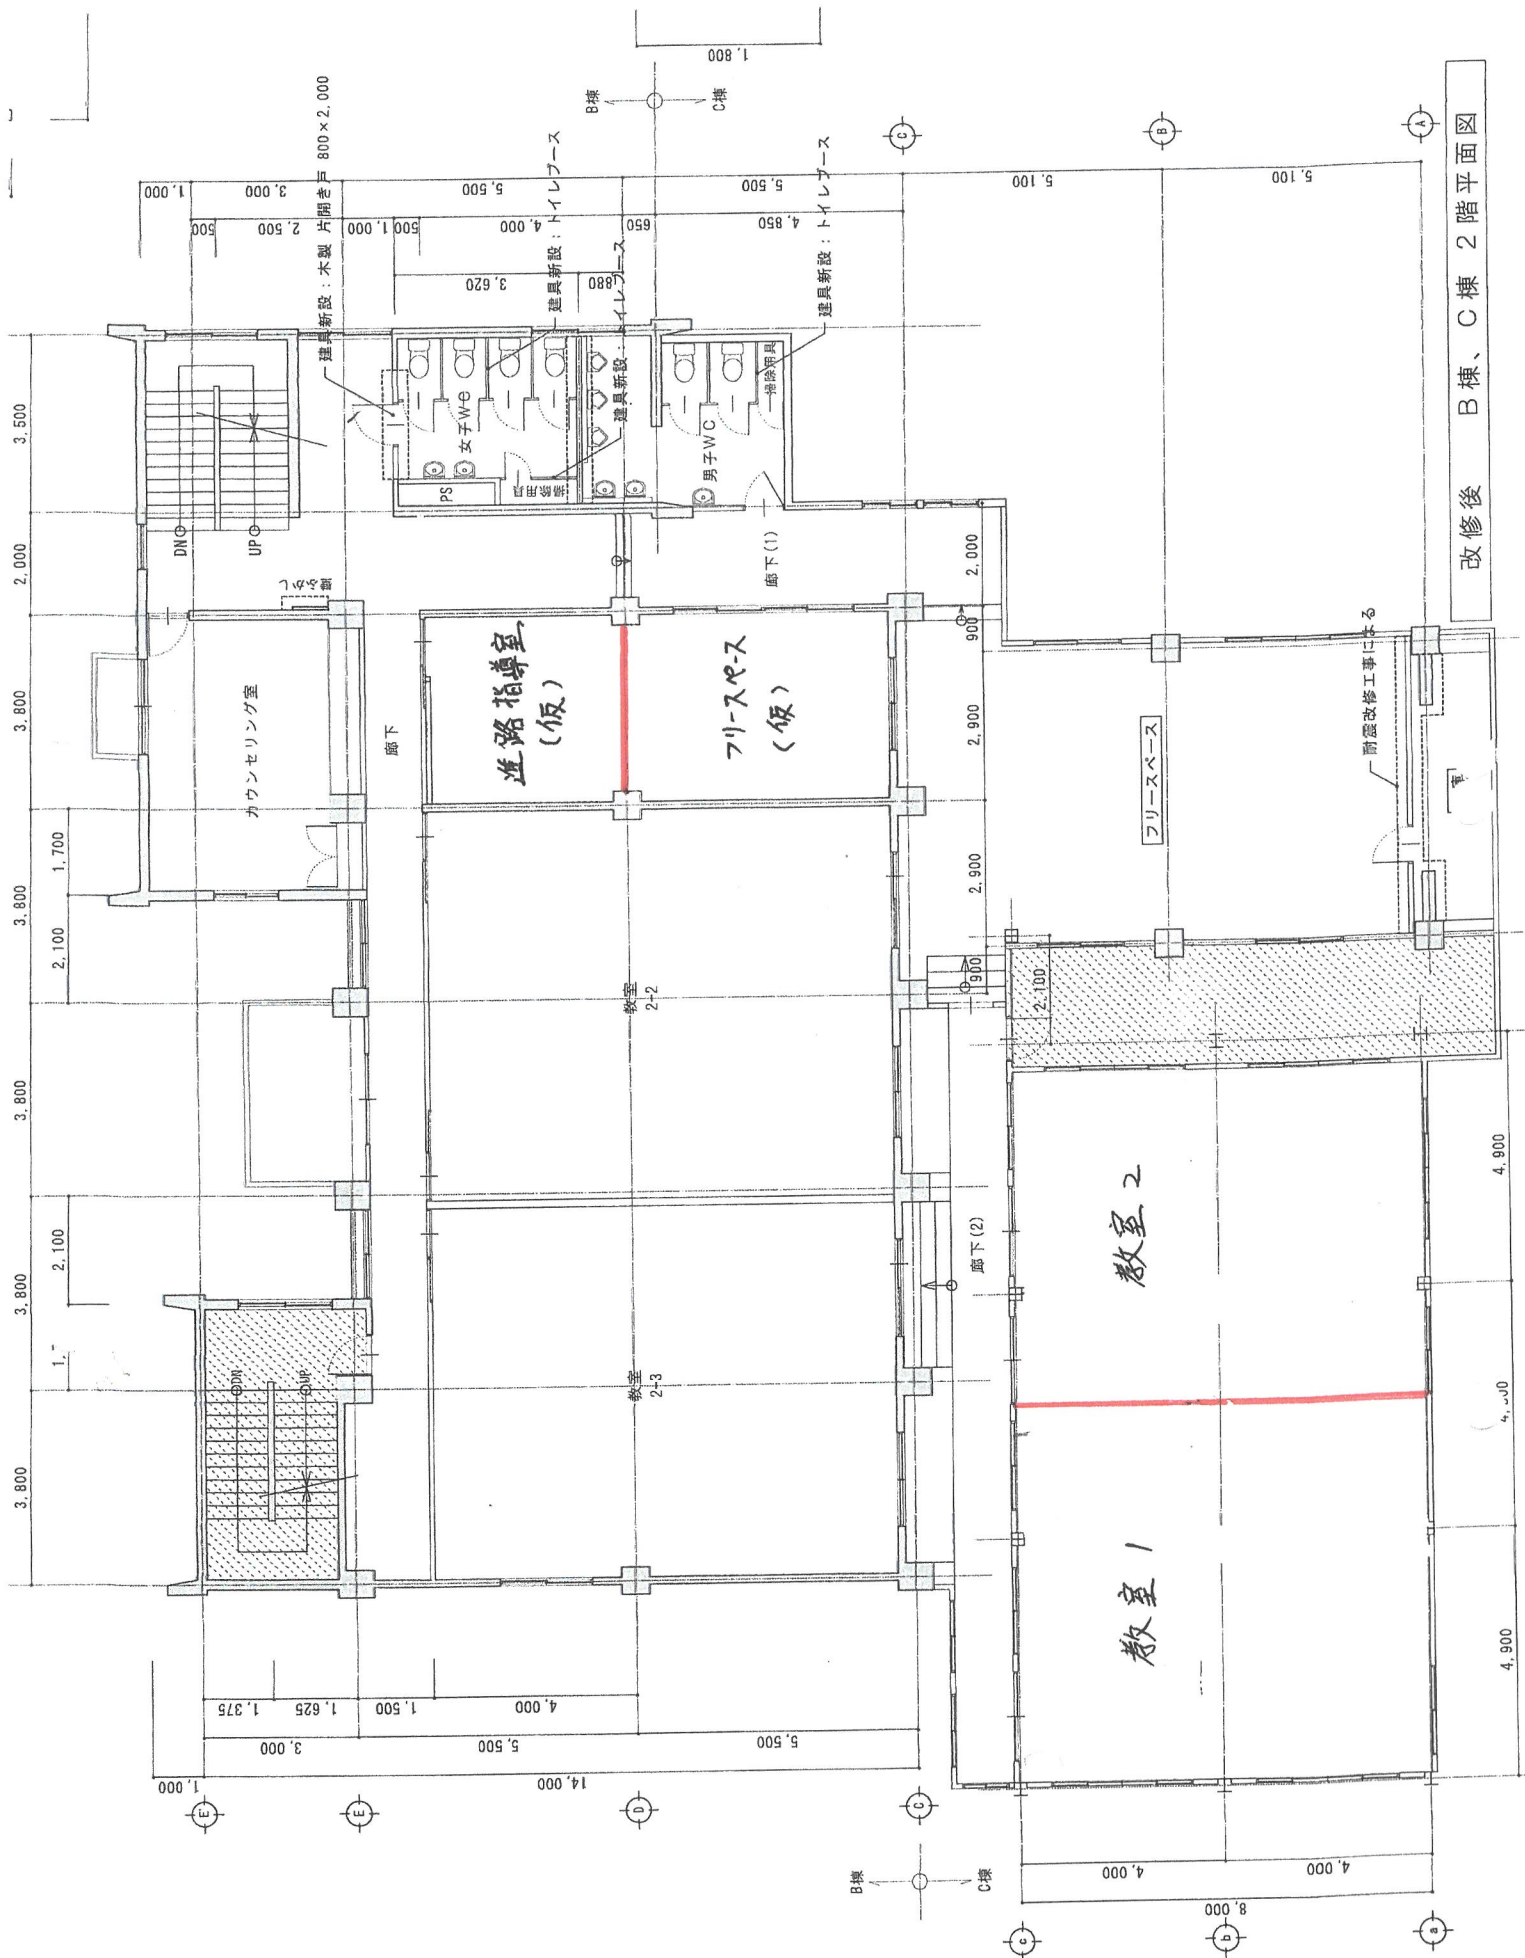 改修後 B棟、C棟 2階平面図
3,800
3,800
3,800
3,800
3,800
3,500
2,000
2,100
2,100
1,700
DN
UP
DN
UP
カウンセリング室
廊下
進路指導室
(仮)
フリースペース
(仮)
教室
2-2
教室
2-3
女子WC
PS
掃除用具
男子WC
掃除用具
廊下(1)
廊下(2)
建具新設：木製 片開き戸 800×2,000
建具新設：トイレブース
建具新設：トイレブース
建具新設：トイレブース
B棟
C棟
1,800
1,000
3,000
5,500
5,500
5,100
5,100
500
2,500
1,000
500
4,000
650
4,850
3,620
880
C
B
A
2,000
900
2,900
2,900
900
2,100
フリースペース
耐震改修工事による
教室 2
教室 1
4,900
4,900
1,000
3,000
5,500
5,500
14,000
1,375
1,625
1,500
4,000
E'
E
D
C
B棟
C棟
4,000
4,000
8,000
c
b
a